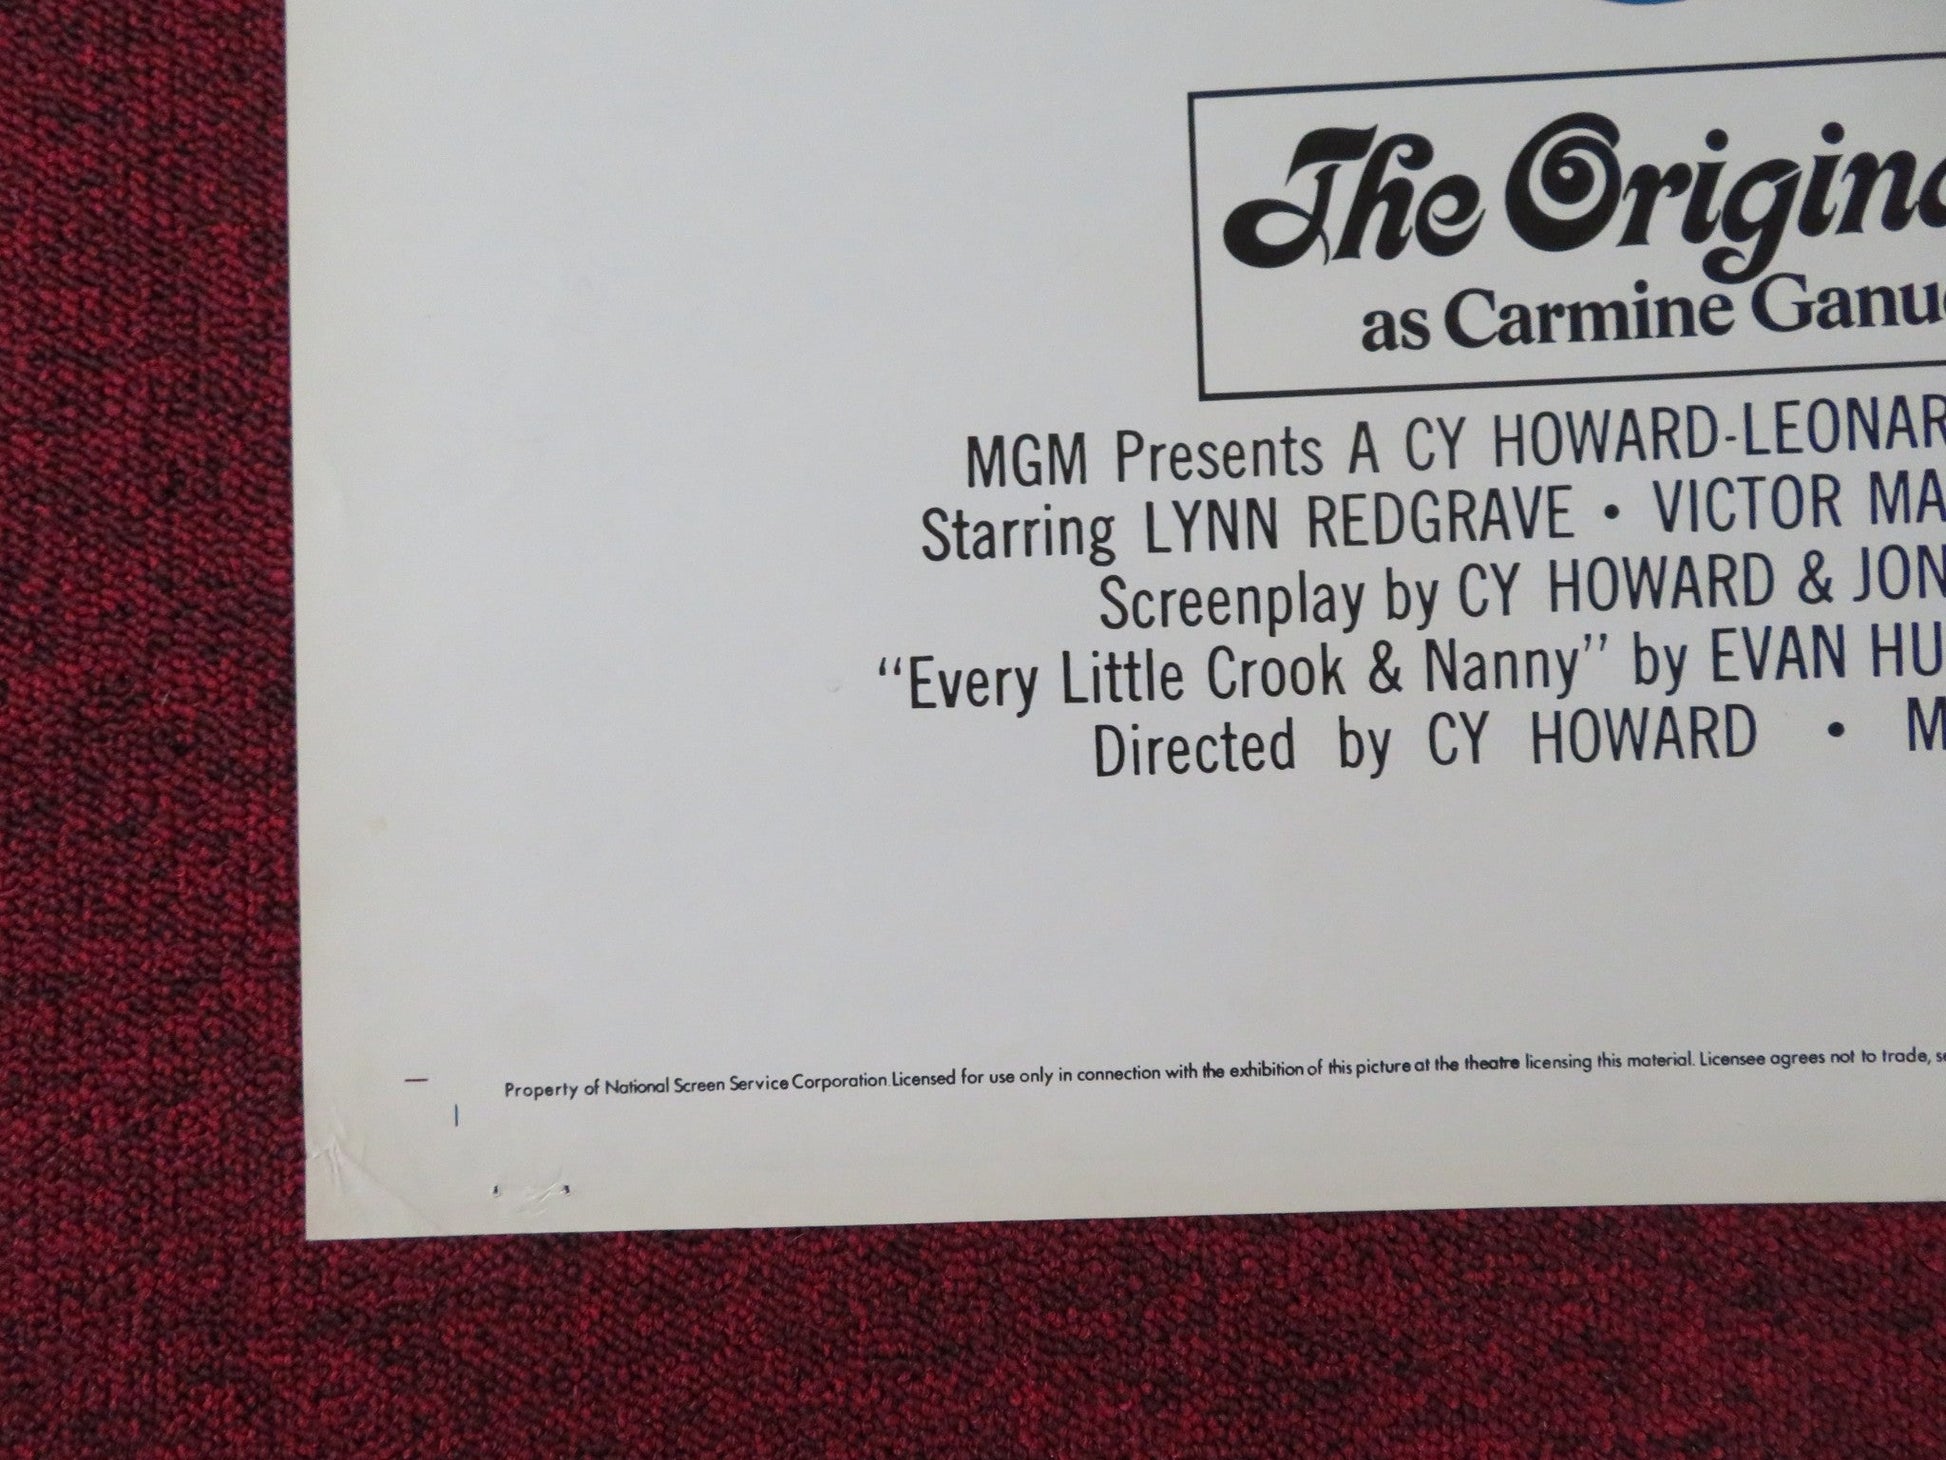 The Origina
as Carmine Ganu
MGM Presents A CY HOWARD-LEONAR
Starring LYNN REDGRAVE • VICTOR MA
Screenplay by CY HOWARD & JON
"Every Little Crook & Nanny" by EVAN HU
Directed by CY HOWARD • M
Property of National Screen Service Corporation Licensed for use only in connection with the exhibition of this picture at the theatre licensing this material. Licensee agrees not to trade, s